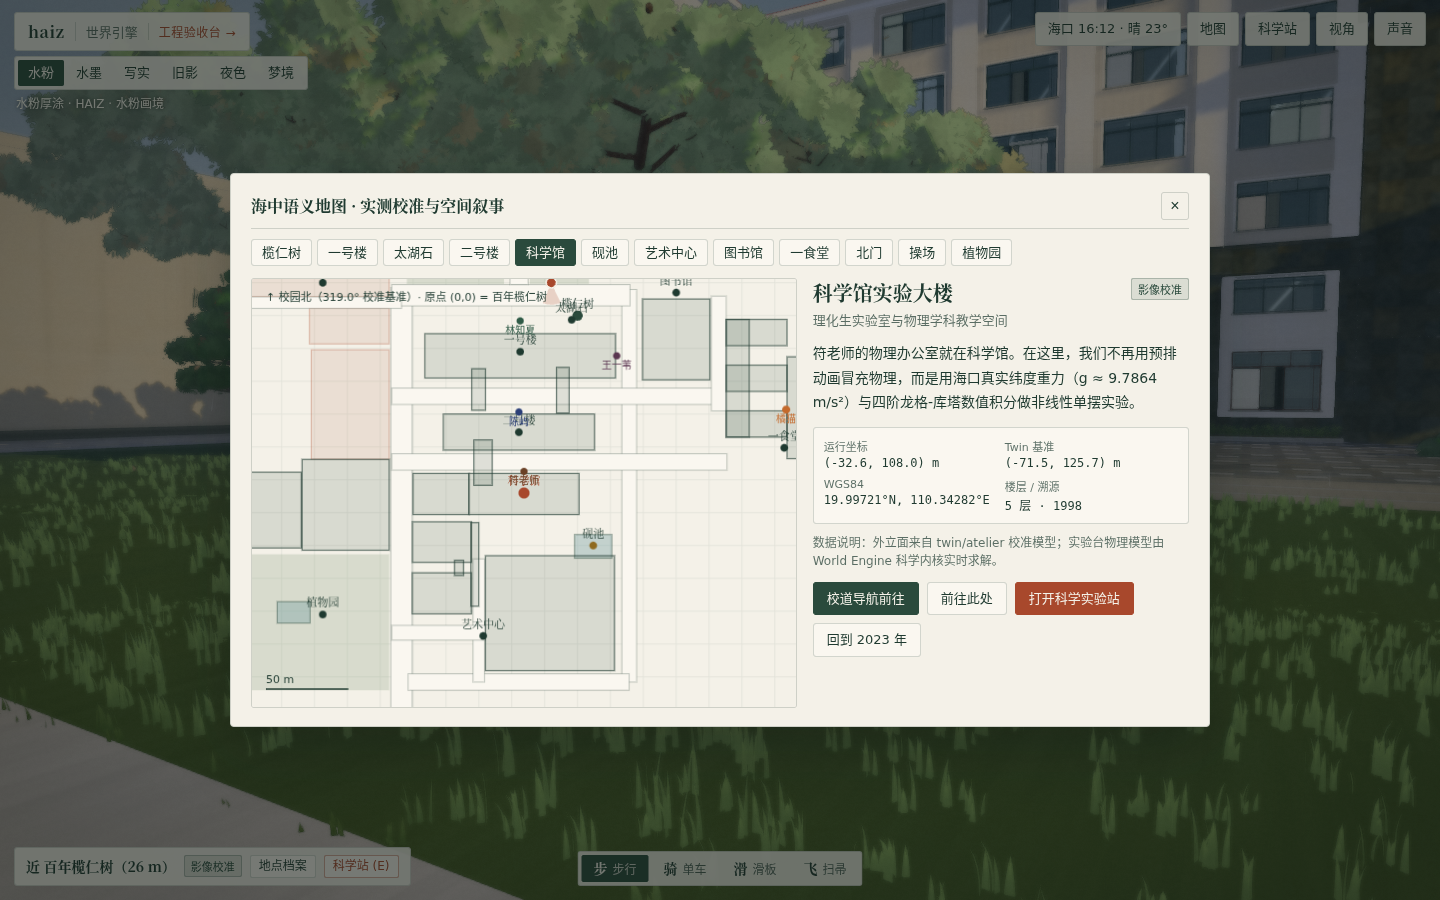 haiz 世界引擎 工程验收台 →
海口 16:12 · 晴 23° 地图 科学站 视角 声音
水粉 水墨 写实 旧影 夜色 梦境
水粉厚涂 · HAIZ · 水粉画境
海中语义地图 · 实测校准与空间叙事 ×
榄仁树 一号楼 太湖石 二号楼 科学馆 砚池 艺术中心 图书馆 一食堂 北门 操场 植物园
↑ 校园北（319.0° 校准基准）· 原点 (0,0) = 百年榄仁树
图书馆
榄仁树
林知夏
一号楼
王一苇
橘猫
一食堂
符老师
砚池
植物园
艺术中心
50 m
科学馆实验大楼 影像校准
理化生实验室与物理学科教学空间
符老师的物理办公室就在科学馆。在这里，我们不再用预排
动画冒充物理，而是用海口真实纬度重力（g ≈ 9.7864
m/s²）与四阶龙格-库塔数值积分做非线性单摆实验。
运行坐标 Twin 基准
(-32.6, 108.0) m (-71.5, 125.7) m
WGS84 楼层 / 溯源
19.99721°N, 110.34282°E 5 层 · 1998
数据说明：外立面来自 twin/atelier 校准模型；实验台物理模型由
World Engine 科学内核实时求解。
校道导航前往 前往此处 打开科学实验站
回到 2023 年
近 百年榄仁树（26 m） 影像校准 地点档案 科学站 (E)
步 步行 骑 单车 滑 滑板 飞 扫帚